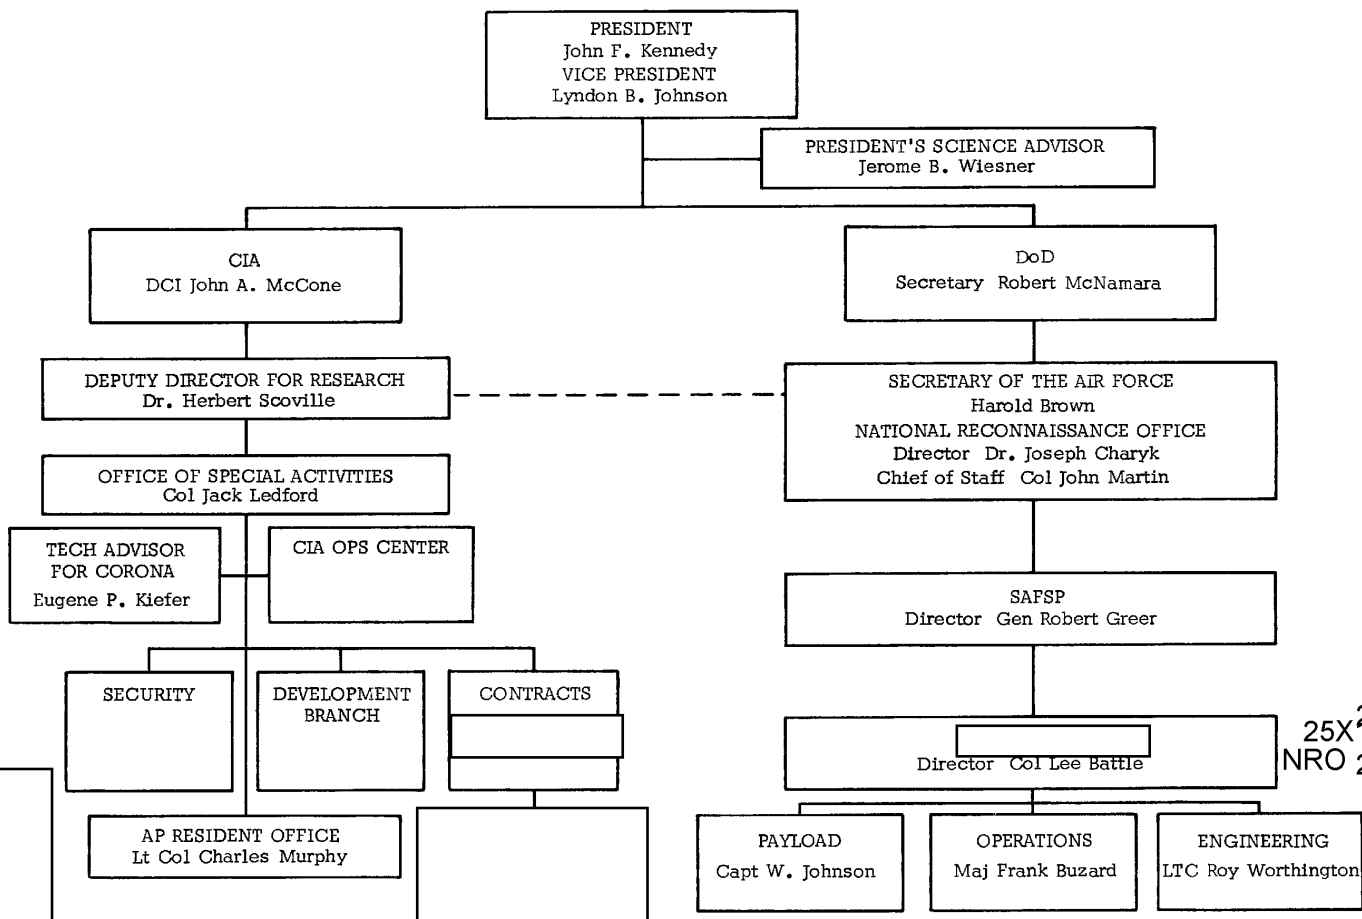 PRESIDENT
John F. Kennedy
VICE PRESIDENT
Lyndon B. Johnson
PRESIDENT'S SCIENCE ADVISOR
Jerome B. Wiesner
CIA
DCI John A. McCone
DoD
Secretary Robert McNamara
DEPUTY DIRECTOR FOR RESEARCH
Dr. Herbert Scoville
SECRETARY OF THE AIR FORCE
Harold Brown
NATIONAL RECONNAISSANCE OFFICE
Director Dr. Joseph Charyk
Chief of Staff Col John Martin
OFFICE OF SPECIAL ACTIVITIES
Col Jack Ledford
TECH ADVISOR
FOR CORONA
Eugene P. Kiefer
CIA OPS CENTER
SAFSP
Director Gen Robert Greer
SECURITY
DEVELOPMENT
BRANCH
CONTRACTS
Director Col Lee Battle
25X
NRO
AP RESIDENT OFFICE
Lt Col Charles Murphy
PAYLOAD
Capt W. Johnson
OPERATIONS
Maj Frank Buzard
ENGINEERING
LTC Roy Worthington